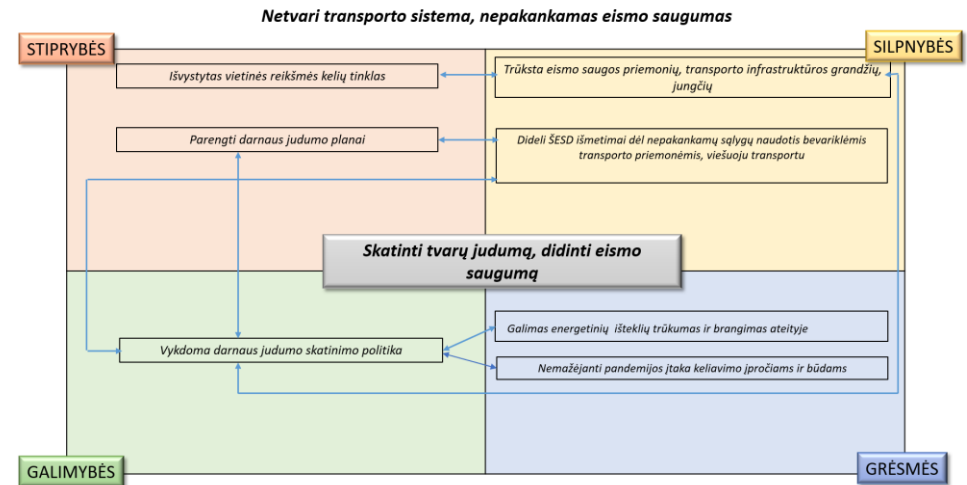 Netvari transporto sistema, nepakankamas eismo saugumas
STIPRYBĖS
SILPNYBĖS
Išvystytas vietinės reikšmės kelių tinklas
Trūksta eismo saugos priemonių, transporto infrastruktūros grandžių,
jungčių
Parengti darnaus judumo planai
Dideli ŠESD išmetimai dėl nepakankamų sąlygų naudotis bevariklėmis
transporto priemonėmis, viešuoju transportu
Skatinti tvarų judumą, didinti eismo
saugumą
Galimas energetinių išteklių trūkumas ir brangimas ateityje
Vykdoma darnaus judumo skatinimo politika
Nemažėjanti pandemijos įtaka keliavimo įpročiams ir būdams
GALIMYBĖS
GRĖSMĖS